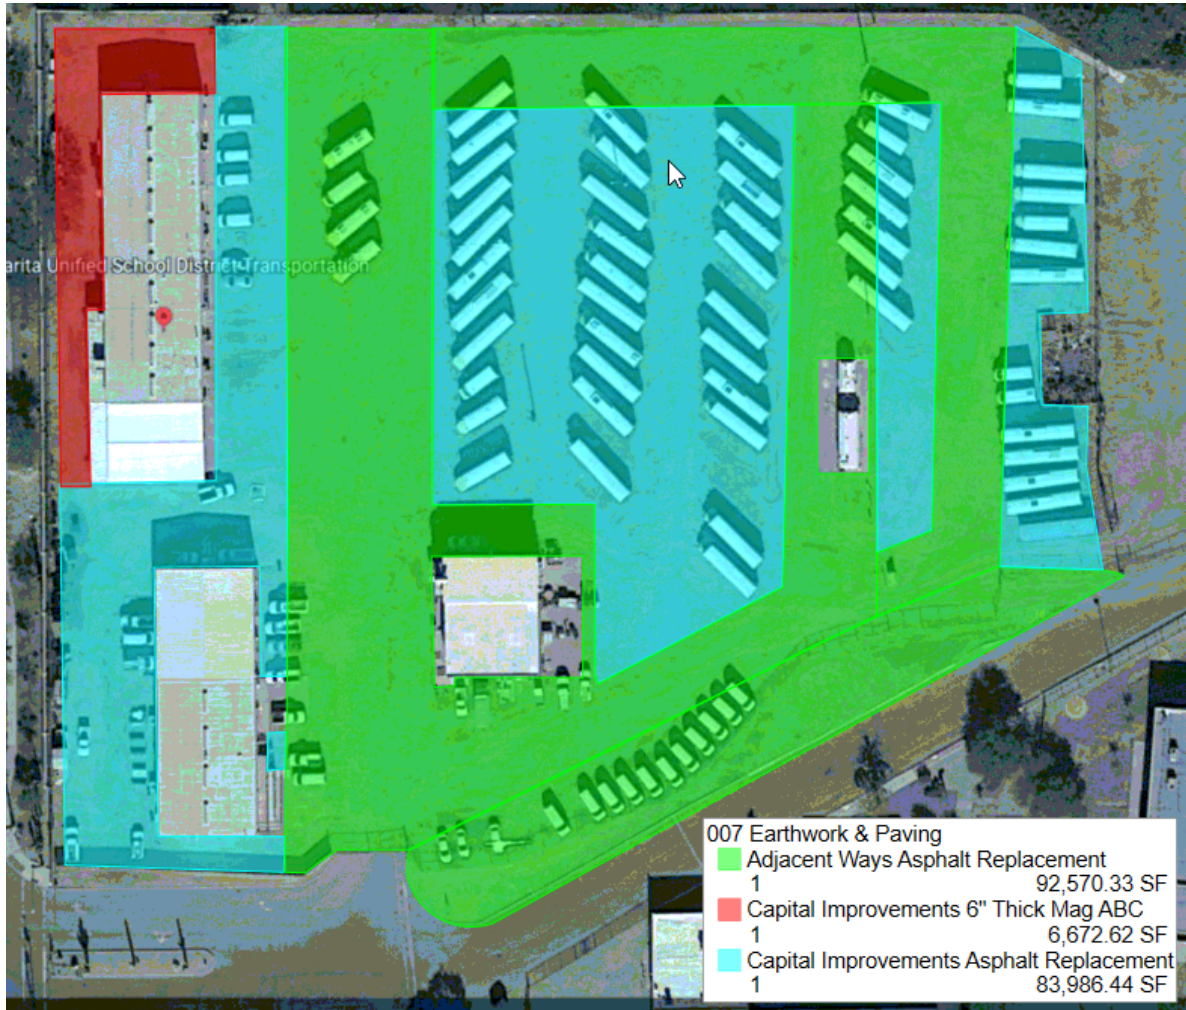 arita Unified School District Transportation
007 Earthwork & Paving
Adjacent Ways Asphalt Replacement
1 92,570.33 SF
Capital Improvements 6" Thick Mag ABC
1 6,672.62 SF
Capital Improvements Asphalt Replacement
1 83,986.44 SF